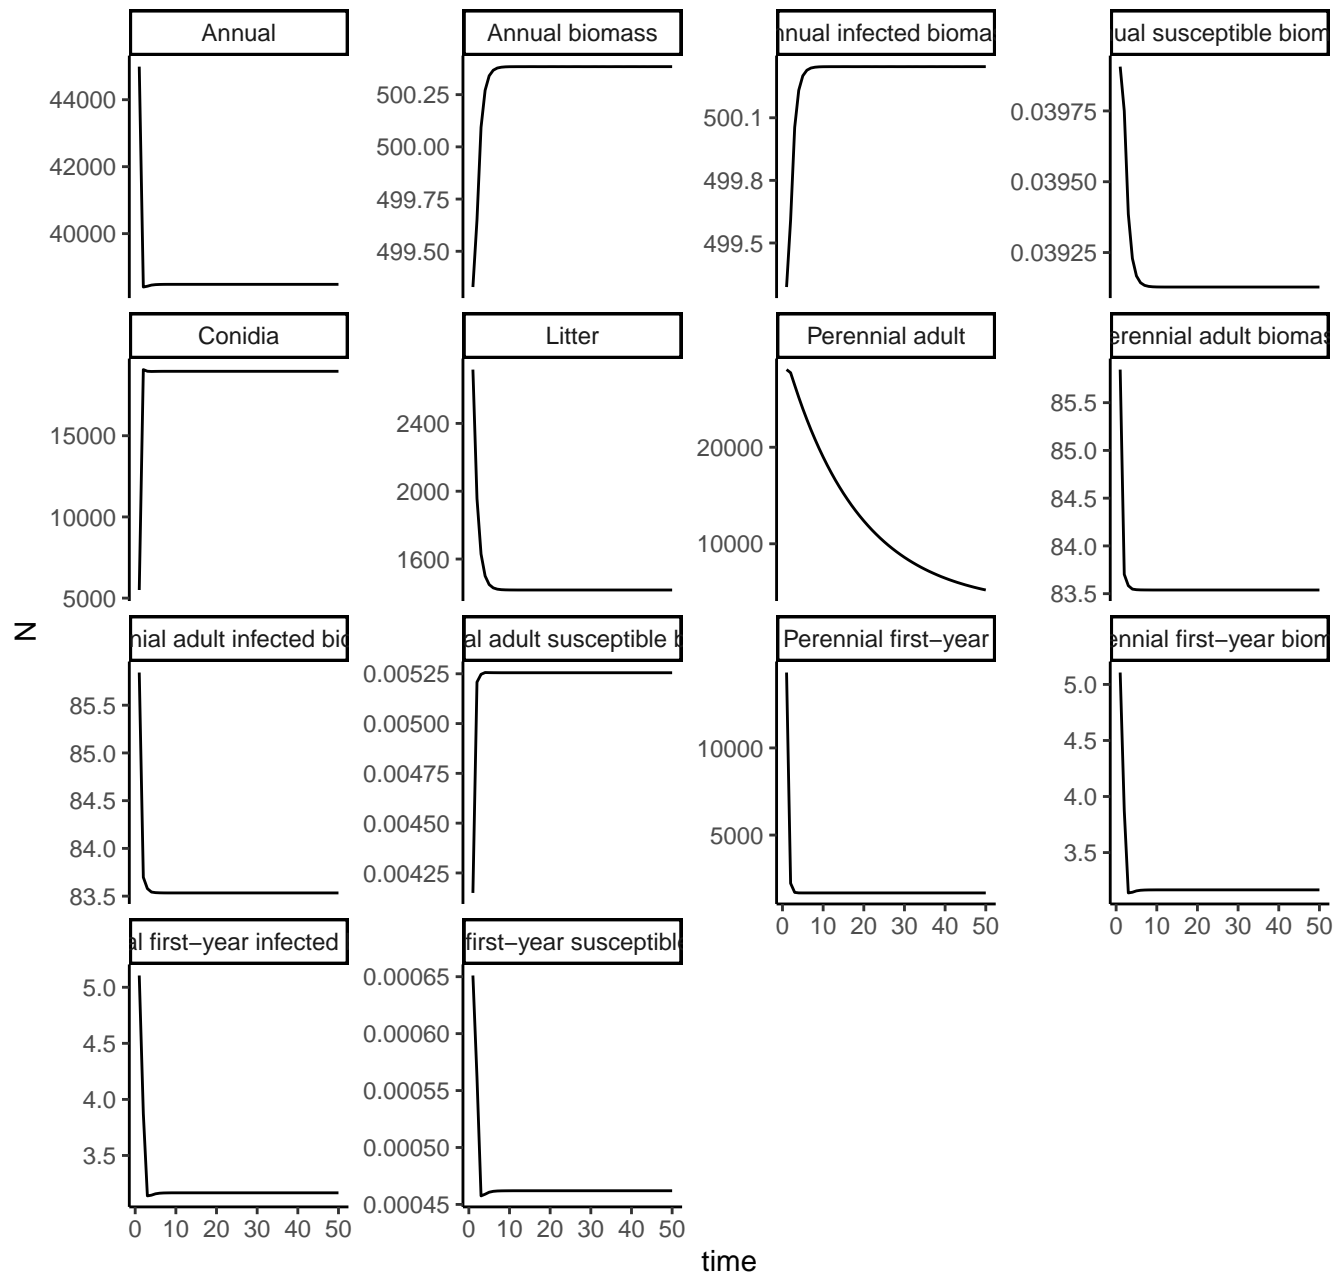 Annual
Annual biomass
nnual infected bioma
ual susceptible biom
44000
42000
40000
500.25
500.00
499.75
499.50
500.1
499.8
499.5
0.03975
0.03950
0.03925
Conidia
Litter
Perennial adult
erennial adult biomas
15000
10000
5000
2400
2000
1600
20000
10000
85.5
85.0
84.5
84.0
83.5
N
nial adult infected bio
al adult susceptible b
Perennial first−year
ennial first−year biom
85.5
85.0
84.5
84.0
83.5
0.00525
0.00500
0.00475
0.00450
0.00425
10000
5000
0 10 20 30 40 50
5.0
4.5
4.0
3.5
0 10 20 30 40 50
al first−year infected
first−year susceptible
5.0
4.5
4.0
3.5
0 10 20 30 40 50
0.00065
0.00060
0.00055
0.00050
0.00045
0 10 20 30 40 50
time